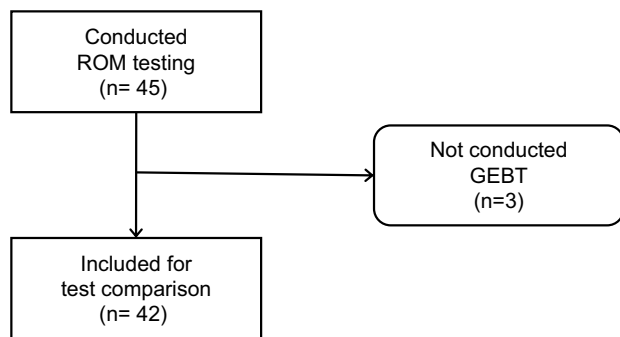 Conducted
ROM testing
(n= 45)
Not conducted
GEBT
(n=3)
Included for
test comparison
(n= 42)